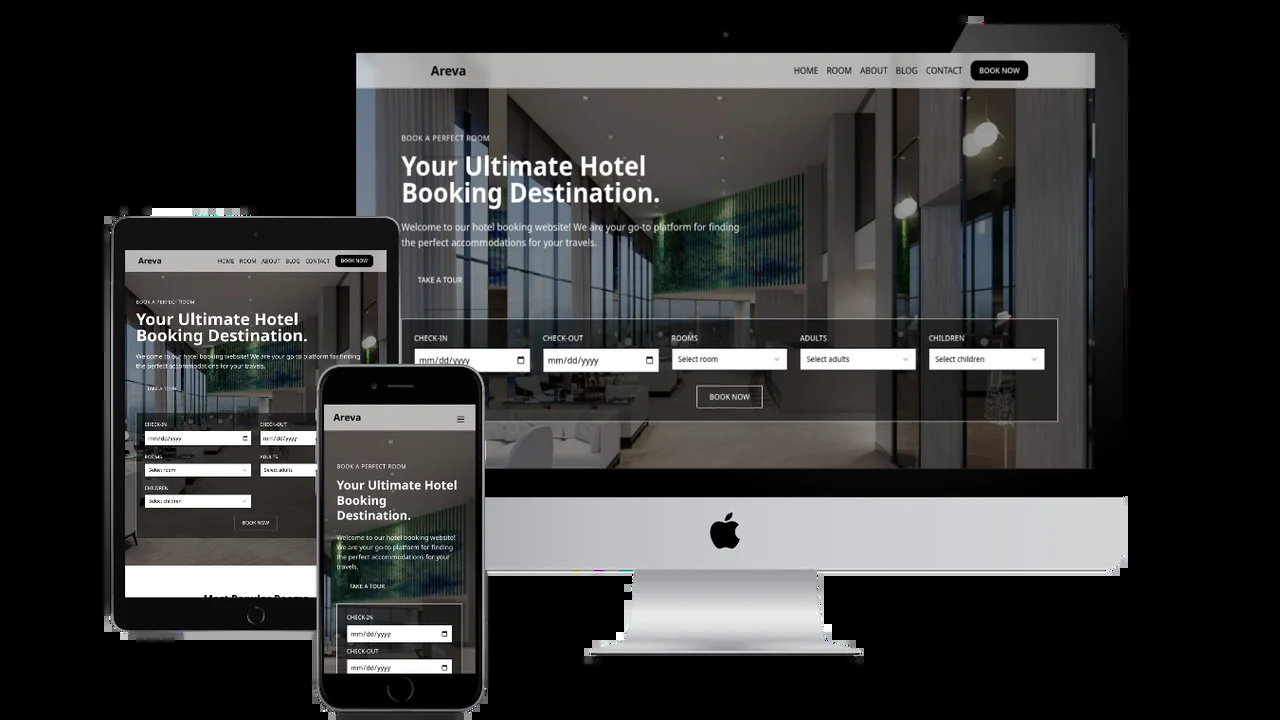 Areva
HOME ROOM ABOUT BLOG CONTACT BOOK NOW
BOOK A PERFECT ROOM
Your Ultimate Hotel
Booking Destination.
Welcome to our hotel booking website! We are your go-to platform for finding
the perfect accommodations for your travels.
TAKE A TOUR
CHECK-IN CHECK-OUT ROOMS ADULTS CHILDREN
mm/dd/yyyy mm/dd/yyyy Select room Select adults Select children
BOOK NOW
Areva
HOME ROOM ABOUT BLOG CONTACT BOOK NOW
BOOK A PERFECT ROOM
Your Ultimate Hotel
Booking Destination.
Welcome to our hotel booking website! We are your go-to platform for finding
the perfect accommodations for your travels.
TAKE A TOUR
CHECK-IN CHECK-OUT
mm/dd/yyyy mm/dd/yyyy
ROOMS ADULTS
Select room Select adults
CHILDREN
Select children
BOOK NOW
Most Popular Rooms
Areva
BOOK A PERFECT ROOM
Your Ultimate Hotel
Booking
Destination.
Welcome to our hotel booking website!
We are your go-to platform for finding
the perfect accommodations for your
travels.
TAKE A TOUR
CHECK-IN
mm/dd/yyyy
CHECK-OUT
mm/dd/yyyy